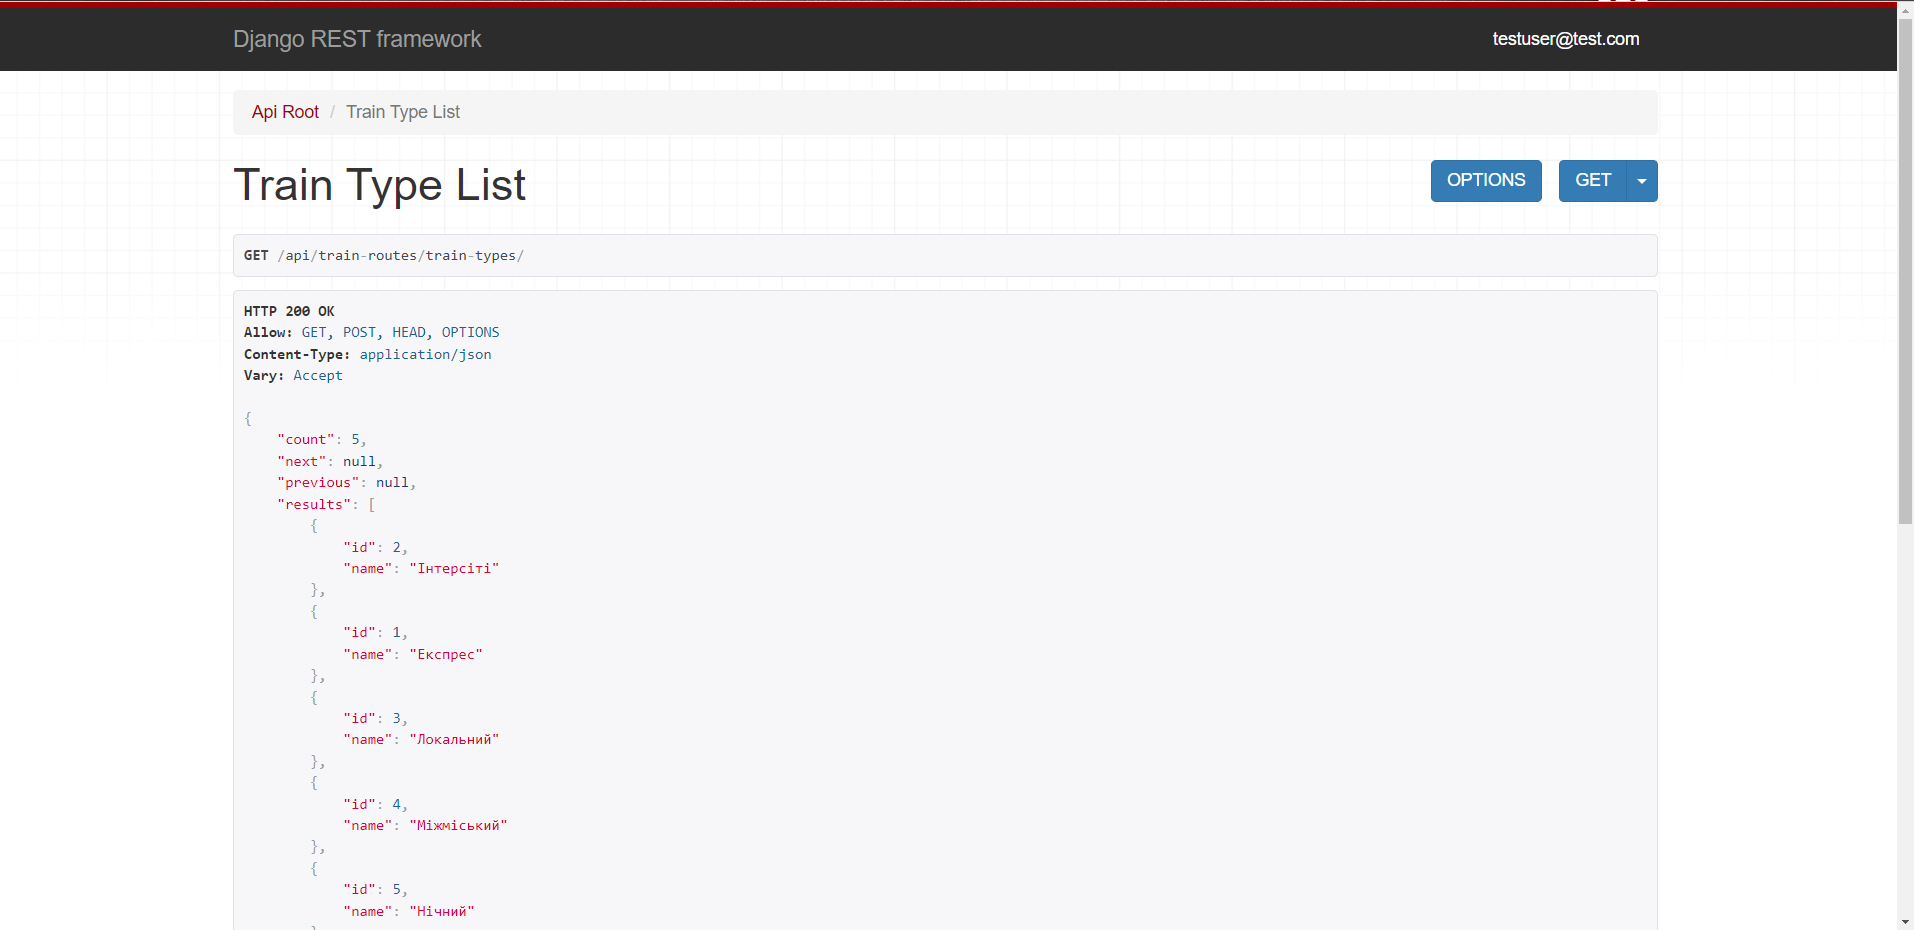 Django REST framework
testuser@test.com
Api Root / Train Type List
Train Type List
OPTIONS
GET
GET /api/train-routes/train-types/
HTTP 200 OK
Allow: GET, POST, HEAD, OPTIONS
Content-Type: application/json
Vary: Accept
{
"count": 5,
"next": null,
"previous": null,
"results": [
{
"id": 2,
"name": "Інтерсіті"
},
{
"id": 1,
"name": "Експрес"
},
{
"id": 3,
"name": "Локальний"
},
{
"id": 4,
"name": "Міжміський"
},
{
"id": 5,
"name": "Нічний"